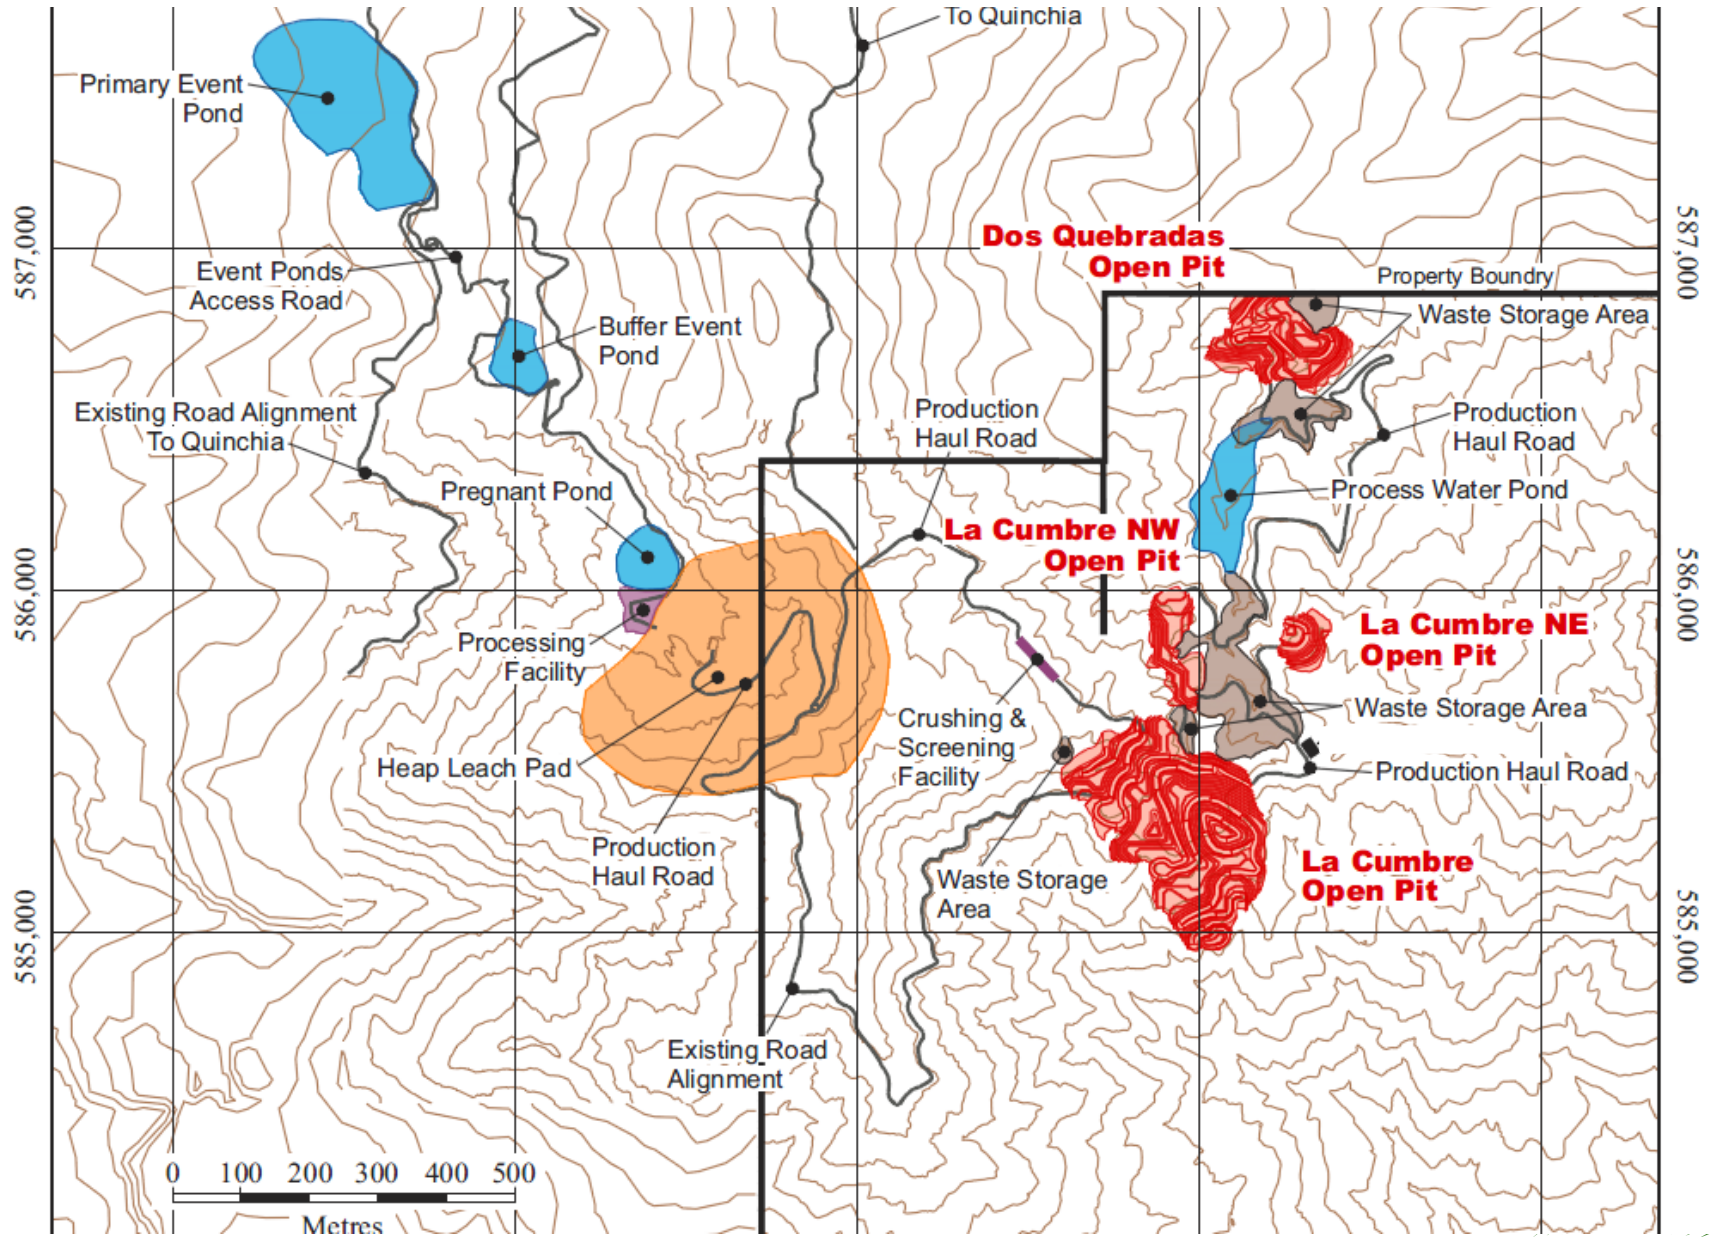 To Quinchia
Primary Event
Pond
587,000
587,000
Dos Quebradas
Open Pit
Property Boundry
Event Ponds
Access Road
Waste Storage Area
Buffer Event
Pond
Existing Road Alignment
To Quinchia
Production
Haul Road
Production
Haul Road
Pregnant Pond
Process Water Pond
La Cumbre NW
Open Pit
586,000
586,000
La Cumbre NE
Open Pit
Processing
Facility
Waste Storage Area
Crushing &
Screening
Facility
Heap Leach Pad
Production Haul Road
Production
Haul Road
La Cumbre
Open Pit
Waste Storage
Area
585,000
585,000
Existing Road
Alignment
0 100 200 300 400 500
Metres